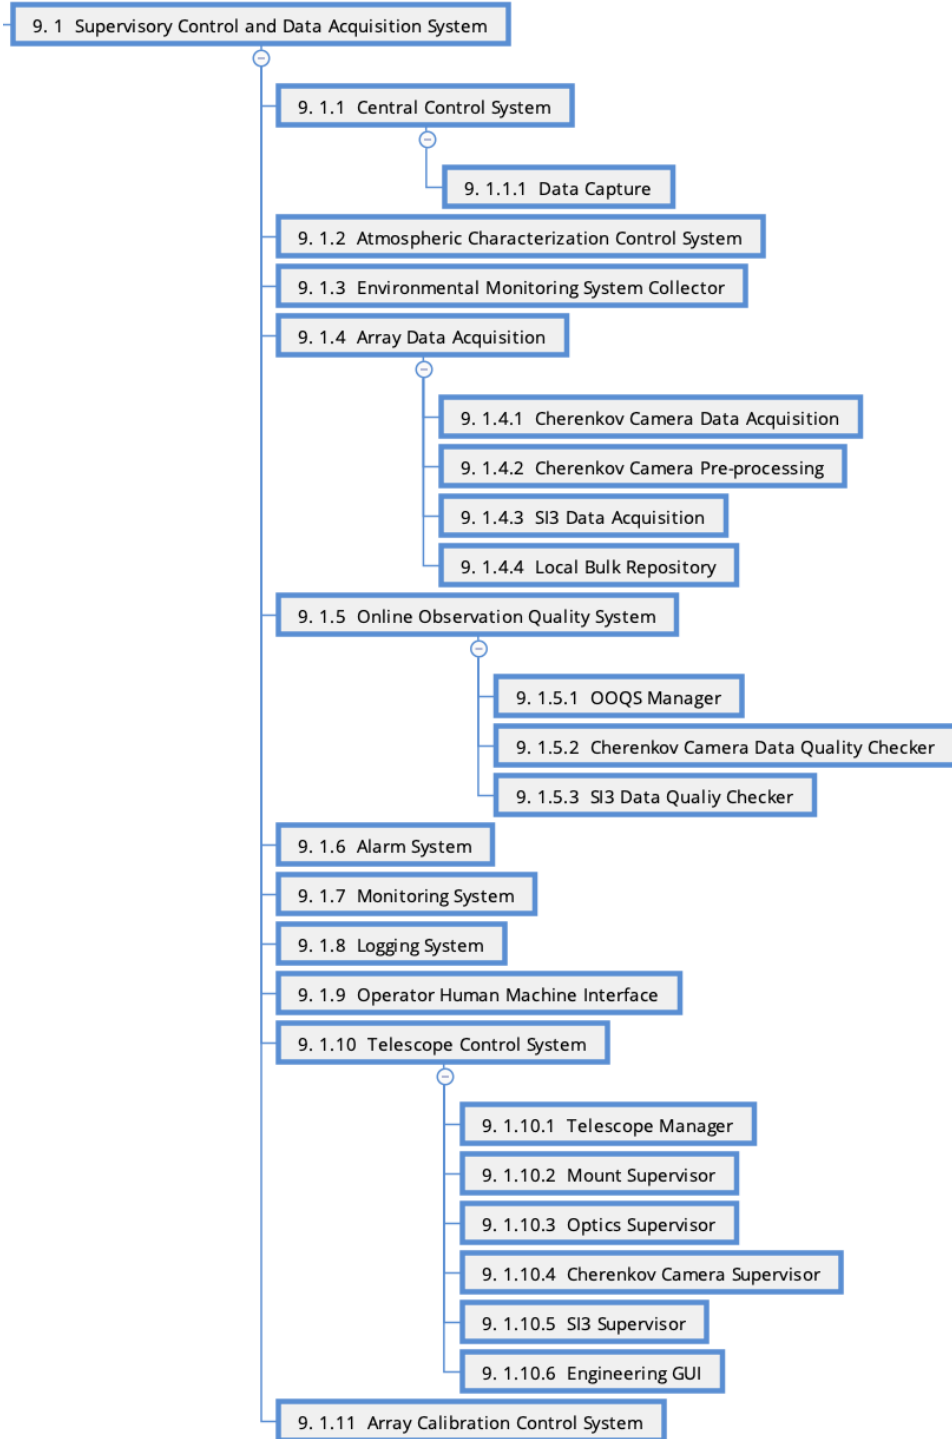 9. 1 Supervisory Control and Data Acquisition System
9. 1.1 Central Control System
9. 1.1.1 Data Capture
9. 1.2 Atmospheric Characterization Control System
9. 1.3 Environmental Monitoring System Collector
9. 1.4 Array Data Acquisition
9. 1.4.1 Cherenkov Camera Data Acquisition
9. 1.4.2 Cherenkov Camera Pre-processing
9. 1.4.3 SI3 Data Acquisition
9. 1.4.4 Local Bulk Repository
9. 1.5 Online Observation Quality System
9. 1.5.1 OOQS Manager
9. 1.5.2 Cherenkov Camera Data Quality Checker
9. 1.5.3 SI3 Data Qualiy Checker
9. 1.6 Alarm System
9. 1.7 Monitoring System
9. 1.8 Logging System
9. 1.9 Operator Human Machine Interface
9. 1.10 Telescope Control System
9. 1.10.1 Telescope Manager
9. 1.10.2 Mount Supervisor
9. 1.10.3 Optics Supervisor
9. 1.10.4 Cherenkov Camera Supervisor
9. 1.10.5 SI3 Supervisor
9. 1.10.6 Engineering GUI
9. 1.11 Array Calibration Control System